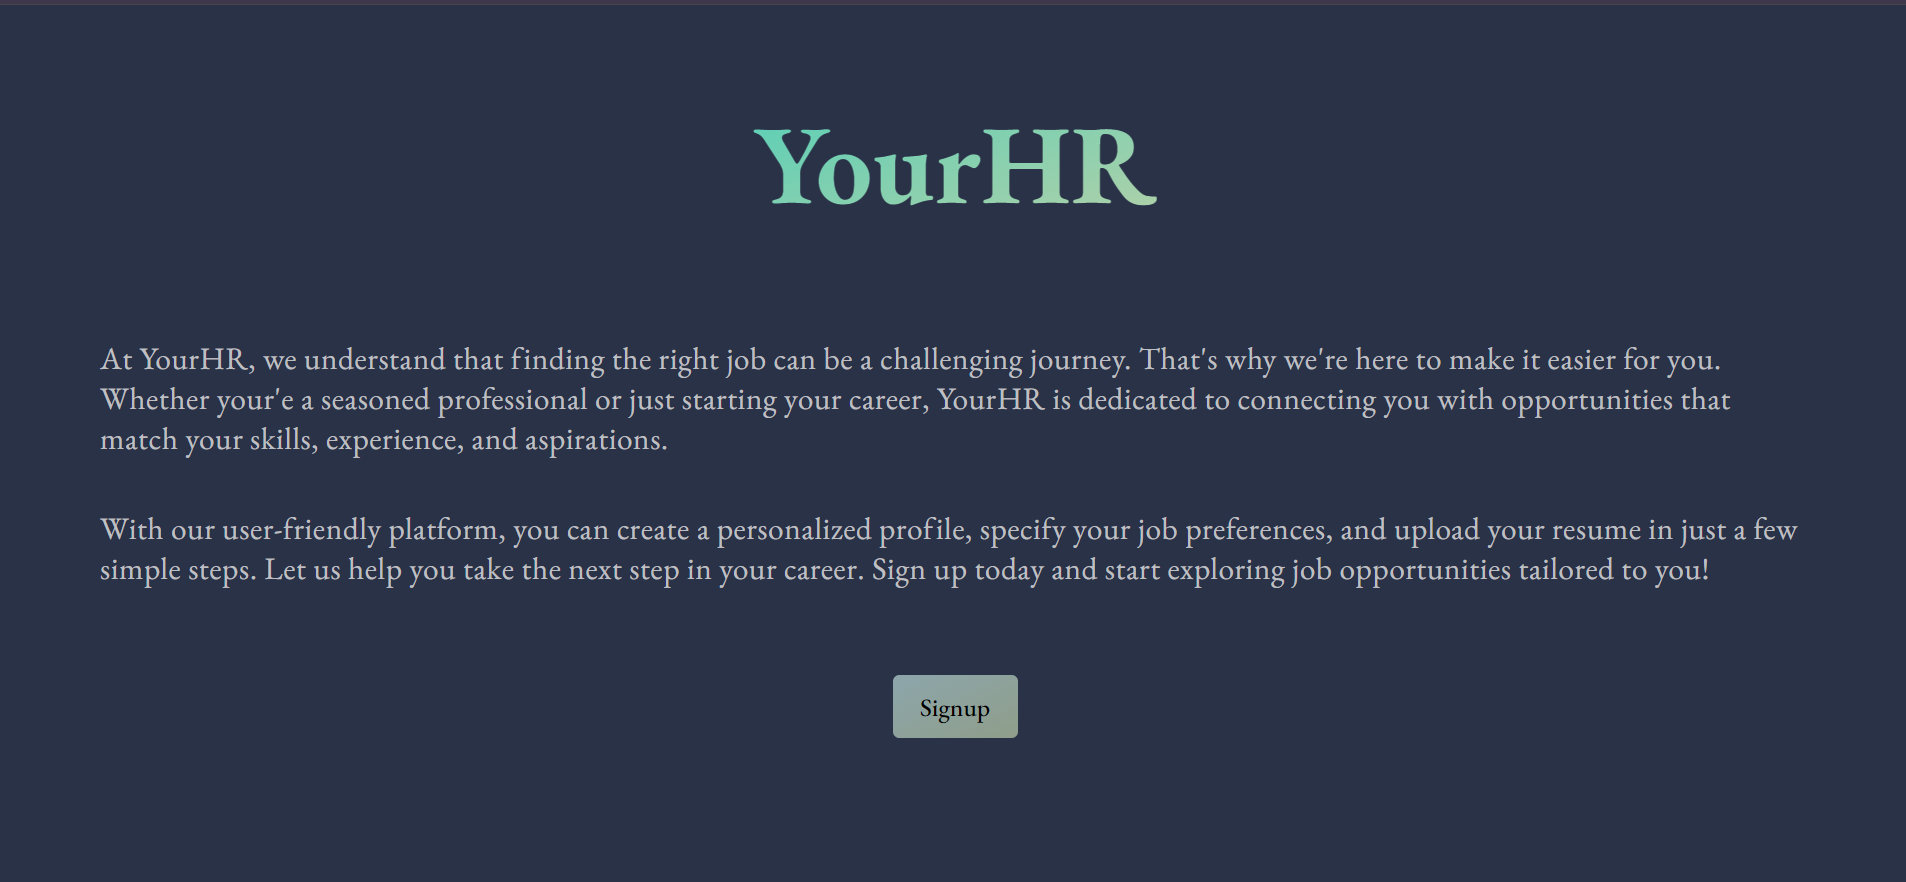 YourHR
At YourHR, we understand that finding the right job can be a challenging journey. That's why we're here to make it easier for you.
Whether your'e a seasoned professional or just starting your career, YourHR is dedicated to connecting you with opportunities that
match your skills, experience, and aspirations.
With our user-friendly platform, you can create a personalized profile, specify your job preferences, and upload your resume in just a few
simple steps. Let us help you take the next step in your career. Sign up today and start exploring job opportunities tailored to you!
Signup